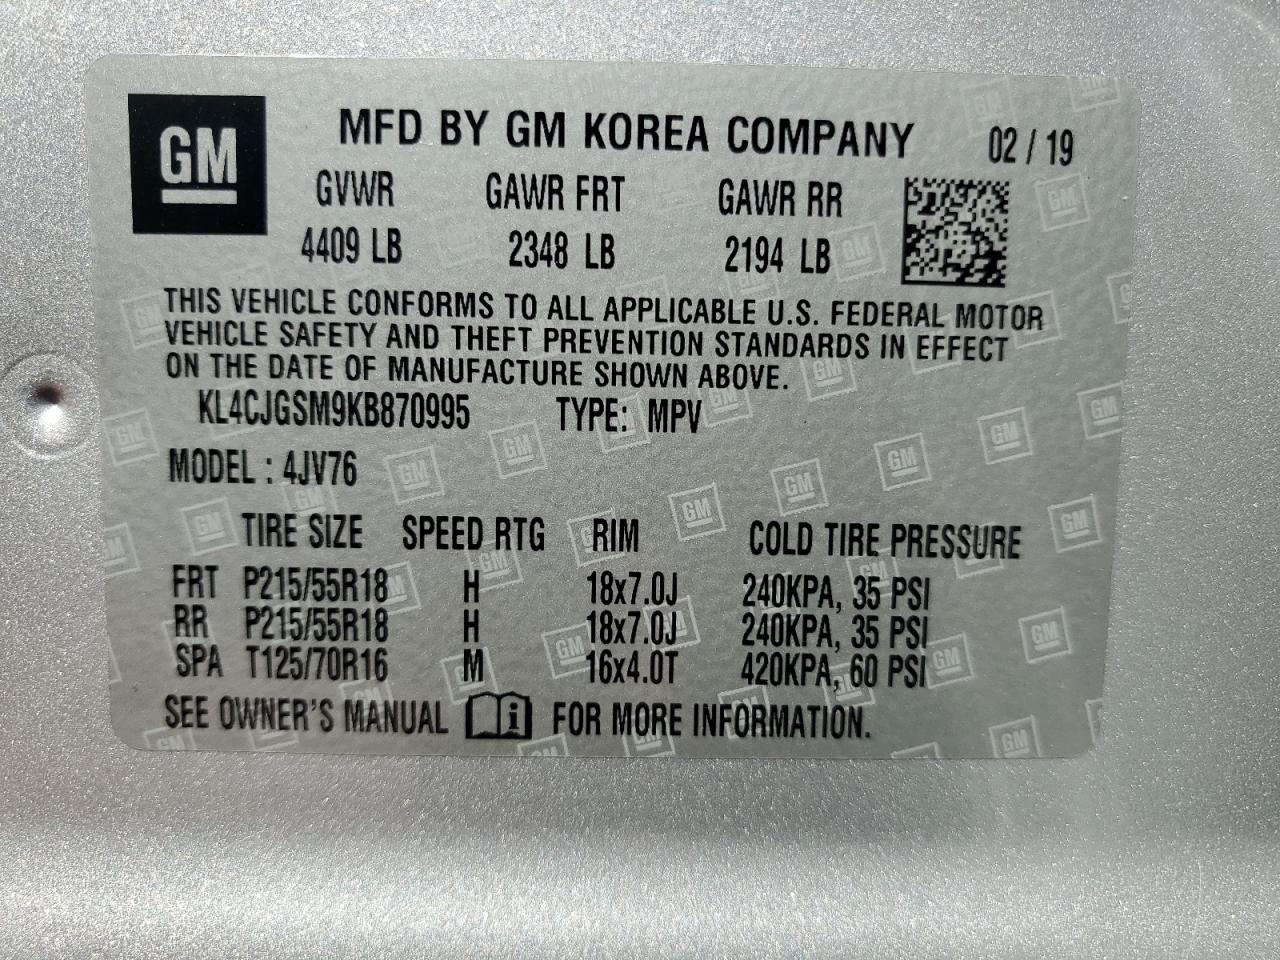 GM
MFD BY GM KOREA COMPANY 02 / 19
GVWR GAWR FRT GAWR RR
4409 LB 2348 LB 2194 LB
THIS VEHICLE CONFORMS TO ALL APPLICABLE U.S. FEDERAL MOTOR
VEHICLE SAFETY AND THEFT PREVENTION STANDARDS IN EFFECT
ON THE DATE OF MANUFACTURE SHOWN ABOVE.
KL4CJGSM9KB870995 TYPE: MPV
MODEL : 4JV76
TIRE SIZE SPEED RTG RIM COLD TIRE PRESSURE
FRT P215/55R18 H 18x7.0J 240KPA, 35 PSI
RR P215/55R18 H 18x7.0J 240KPA, 35 PSI
SPA T125/70R16 M 16x4.0T 420KPA, 60 PSI
SEE OWNER'S MANUAL i FOR MORE INFORMATION.